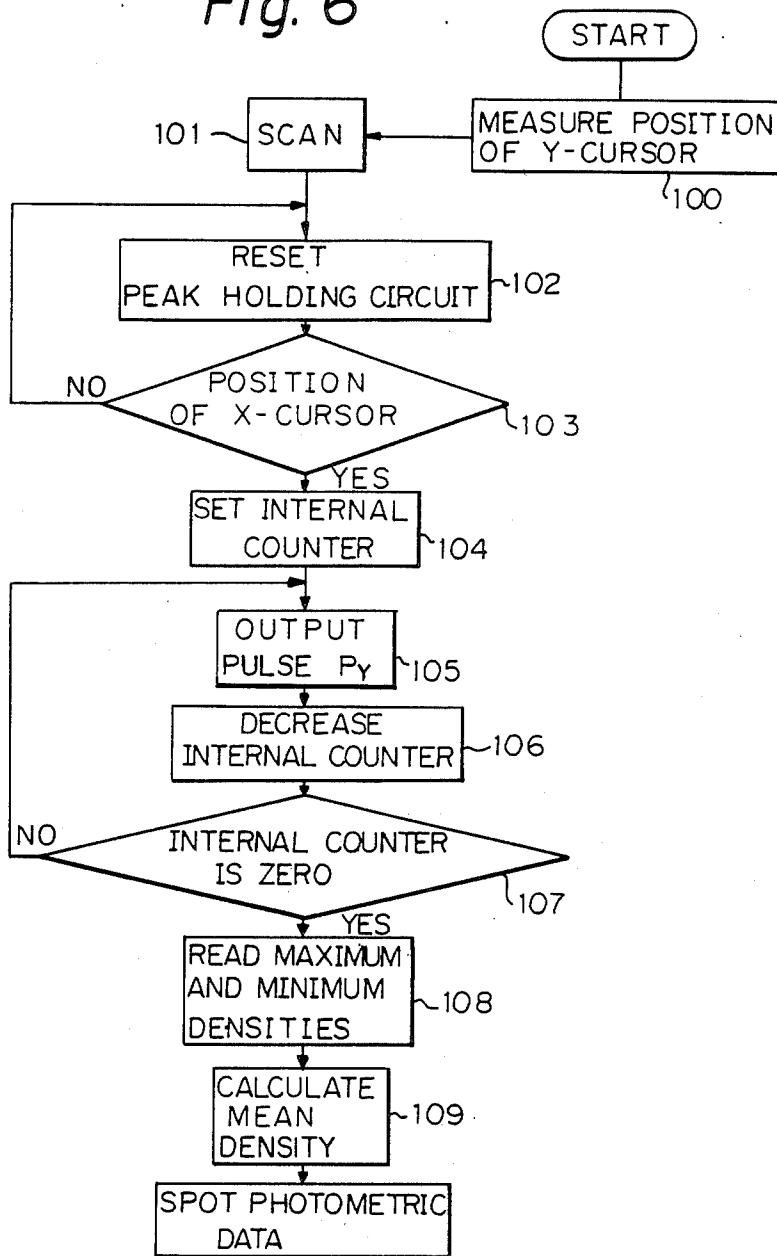 Fig. 6
START
MEASURE POSITION
OF Y-CURSOR
100
101
SCAN
RESET
PEAK HOLDING CIRCUIT
102
NO
POSITION
OF X-CURSOR
103
YES
SET INTERNAL
COUNTER
104
OUTPUT
PULSE PY
105
DECREASE
INTERNAL COUNTER
106
NO
INTERNAL COUNTER
IS ZERO
107
YES
READ MAXIMUM
AND MINIMUM
DENSITIES
108
CALCULATE
MEAN
DENSITY
109
SPOT PHOTOMETRIC
DATA